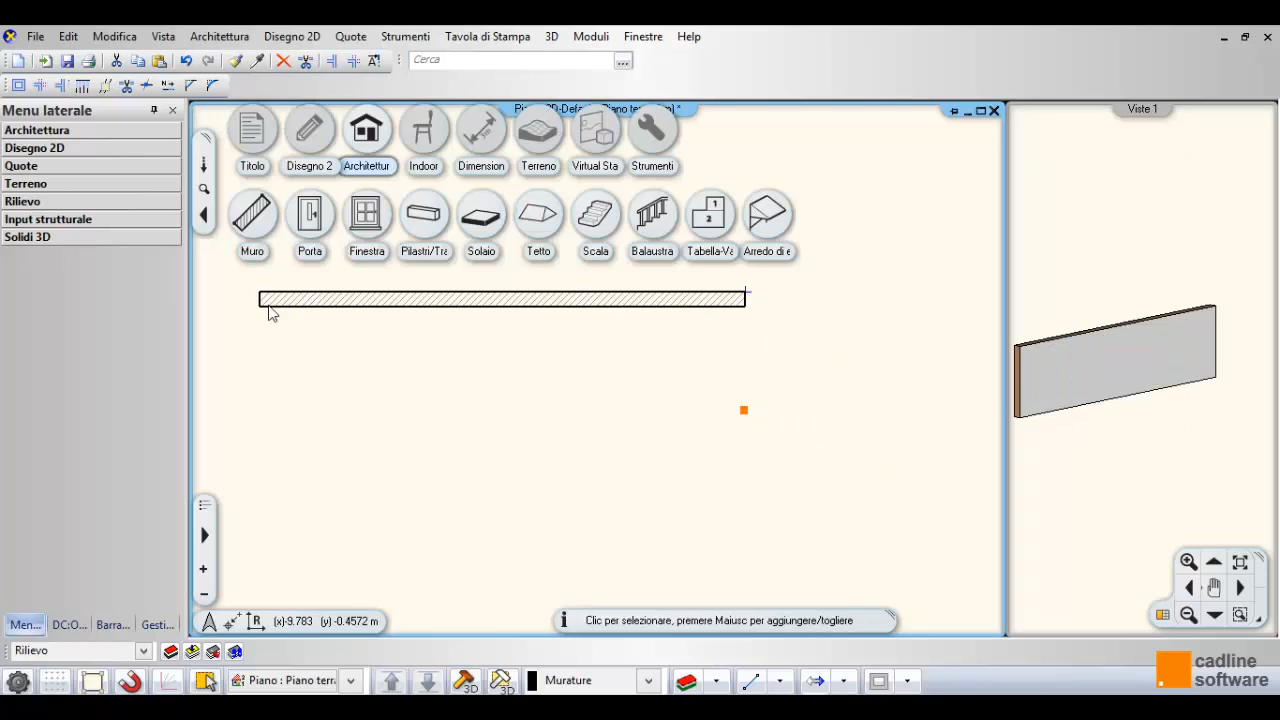 File Edit Modifica Vista Architettura Disegno 2D Quote Strumenti Tavola di Stampa 3D Moduli Finestre Help
Cerca
Menu laterale
Architettura
Disegno 2D
Quote
Terreno
Rilievo
Input strutturale
Solidi 3D
Viste 1
Titolo Disegno 2 Architettur Indoor Dimension Terreno Virtual Sta Strumenti
Muro Porta Finestra Pilastri/Tra Solaio Tetto Scala Balaustra Tabella-Va Arredo di e
(x)-9.783 (y)-0.4572 m
Clic per selezionare, premere Maiusc per aggiungere/togliere
Men... DC:O... Barra... Gesti...
Rilievo
Piano : Piano terra
Murature
cadline
software